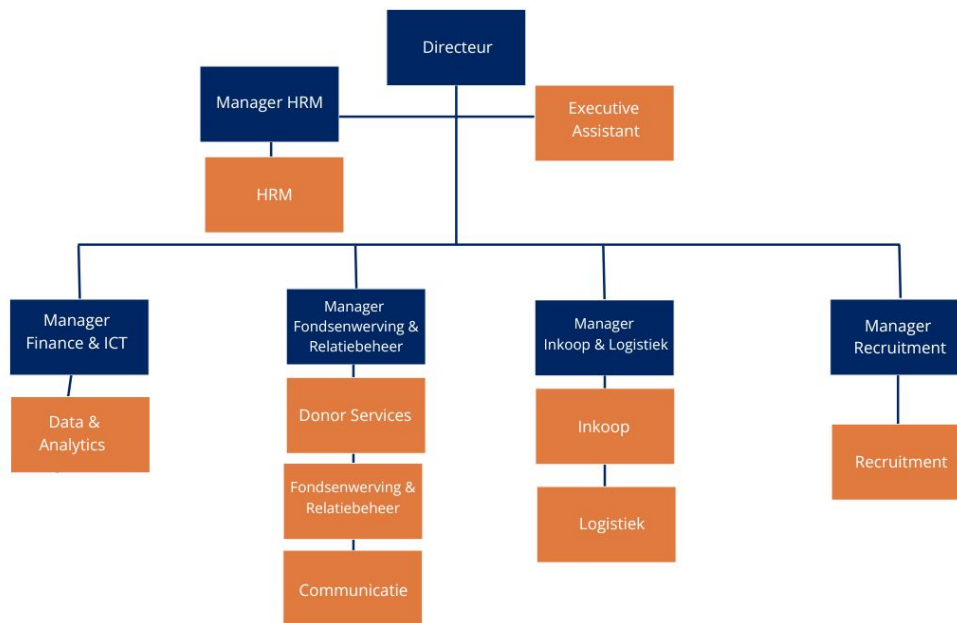 Directeur
Manager HRM
Executive
Assistant
HRM
Manager
Finance & ICT
Manager
Fondsenwerving &
Relatiebeheer
Manager
Inkoop & Logistiek
Manager
Recruitment
Data &
Analytics
Donor Services
Inkoop
Recruitment
Fondsenwerving &
Relatiebeheer
Logistiek
Communicatie